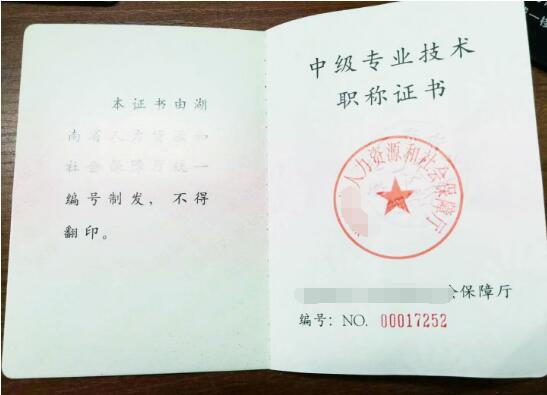 本证书由湖
南省人力资源和
社会保障厅统一
编号制发，不得
翻印。
中级专业技术
职称证书
人力资源和社会保障厅
会保障厅
编号：NO. 00017252